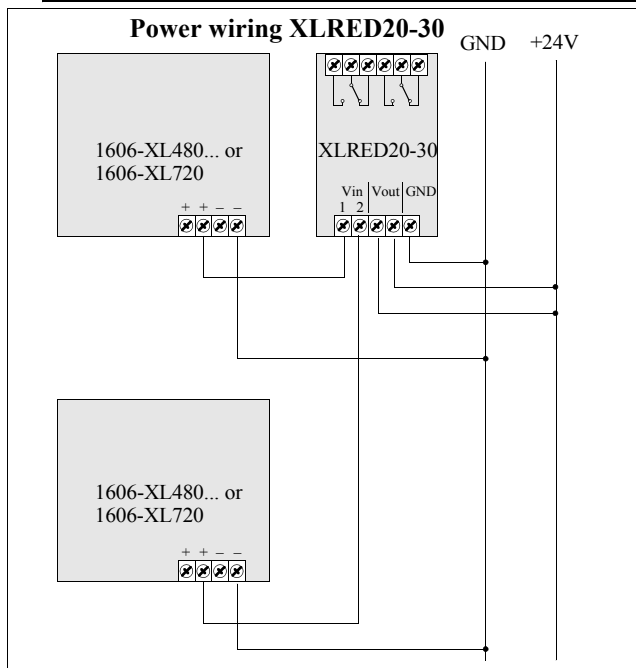 Power wiring XLRED20-30
GND +24V
1606-XL480... or
1606-XL720
+ + – –
XLRED20-30
Vin Vout GND
1 2
1606-XL480... or
1606-XL720
+ + – –